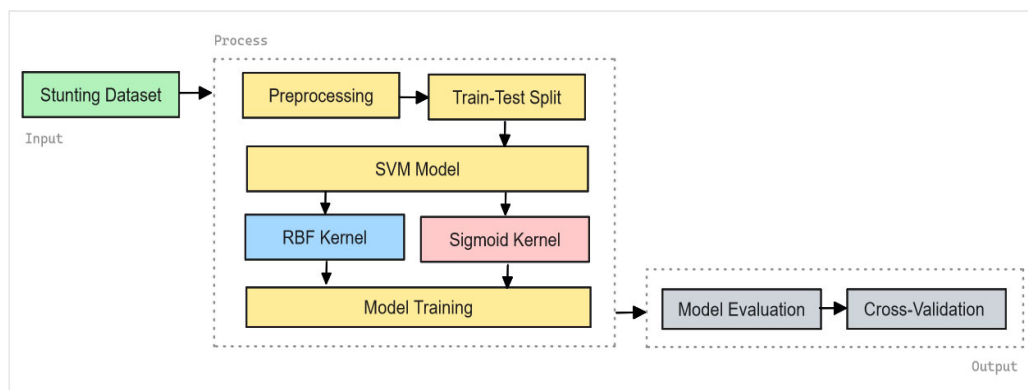 Process
Stunting Dataset
Preprocessing
Train-Test Split
Input
SVM Model
RBF Kernel
Sigmoid Kernel
Model Training
Model Evaluation
Cross-Validation
Output